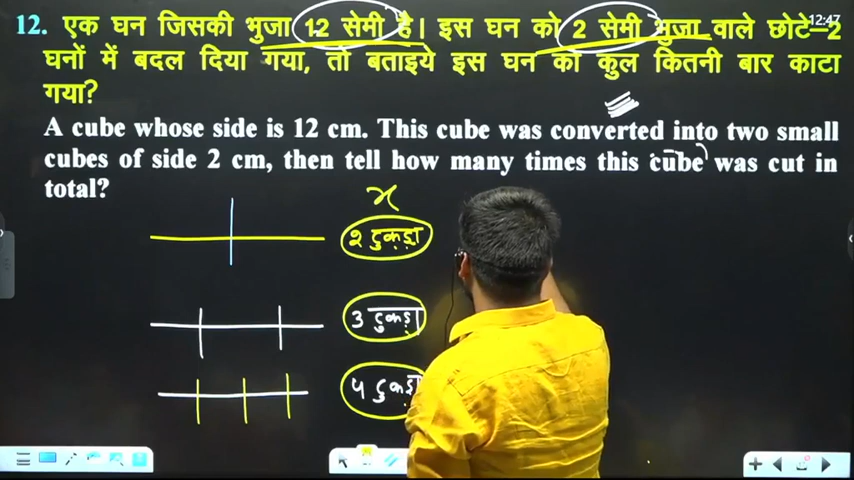 12. एक घन जिसकी भुजा 12 सेमी है। इस घन को 2 सेमी भुजा वाले छोटे-2
12:47
घनों में बदल दिया गया, तो बताइये इस घन को कुल कितनी बार काटा
गया?
A cube whose side is 12 cm. This cube was converted into two small
cubes of side 2 cm, then tell how many times this cube was cut in
total?
x
2 टुकड़ा
3 टुकड़ा
4 टुकड़ा